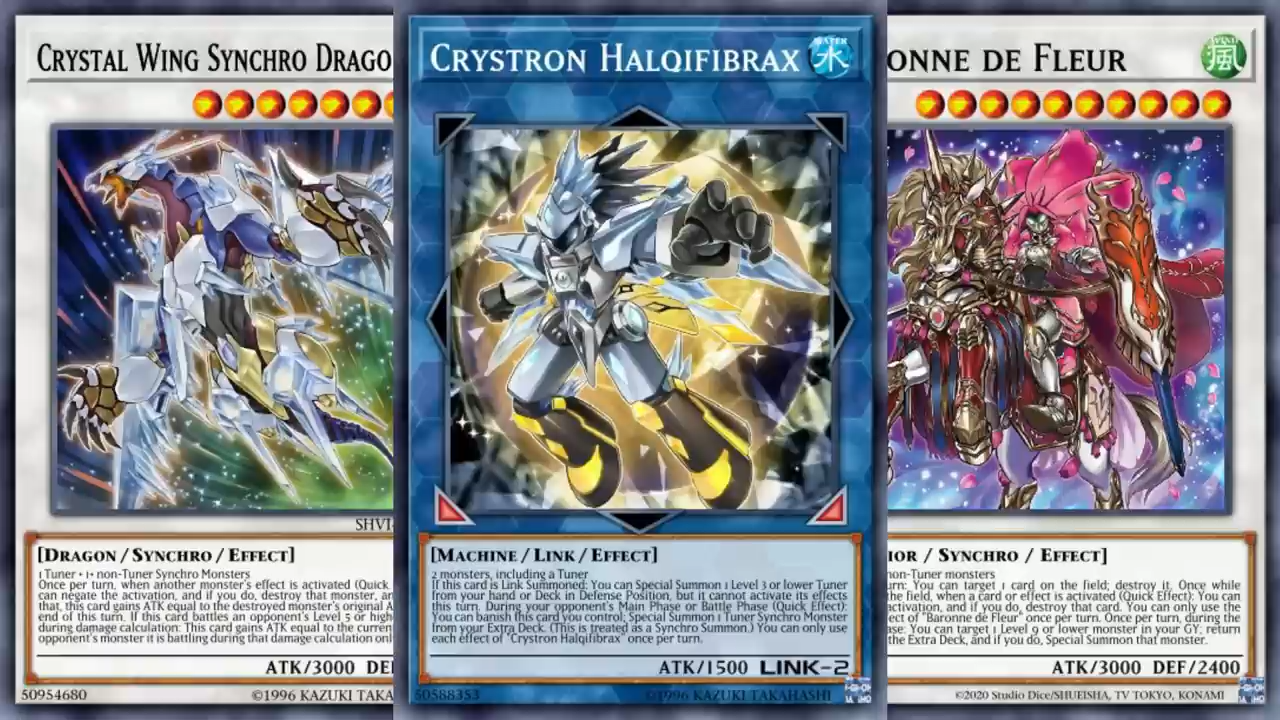 CRYSTAL WING SYNCHRO DRAGO
SHVI-
[DRAGON / SYNCHRO / EFFECT]
1 Tuner + 1+ non-Tuner Synchro Monsters
Once per turn, when another monster's effect is activated (Quick
can negate the activation, and if you do, destroy that monster, an
that, this card gains ATK equal to the destroyed monster's original A
end of this turn. If this card battles an opponent's Level 5 or high
during damage calculation: This card gains ATK equal to the current
opponent's monster it is battling during that damage calculation onl
ATK/3000 DE
50954680
©1996 KAZUKI TAKA
CRYSTRON HALQIFIBRAX
WATER
水
[MACHINE / LINK / EFFECT]
2 monsters, including a Tuner
If this card is Link Summoned: You can Special Summon 1 Level 3 or lower Tuner
from your hand or Deck in Defense Position, but it cannot activate its effects
this turn. During your opponent's Main Phase or Battle Phase (Quick Effect):
You can banish this card you control; Special Summon 1 Tuner Synchro Monster
from your Extra Deck. (This is treated as a Synchro Summon.) You can only use
each effect of "Crystron Halqifibrax" once per turn.
ATK/1500 LINK-2
50588353
©1996 KAZUKI TAKAHASHI
ONNE DE FLEUR
WIND
風
IOR / SYNCHRO / EFFECT]
non-Tuner monsters
urn: You can target 1 card on the field; destroy it. Once while
he field, when a card or effect is activated (Quick Effect): You can
activation, and if you do, destroy that card. You can only use the
ect of "Baronne de Fleur" once per turn. Once per turn, during the
ase: You can target 1 Level 9 or lower monster in your GY; return
the Extra Deck, and if you do, Special Summon that monster.
ATK/3000 DEF/2400
©2020 Studio Dice/SHUEISHA, TV TOKYO, KONAMI